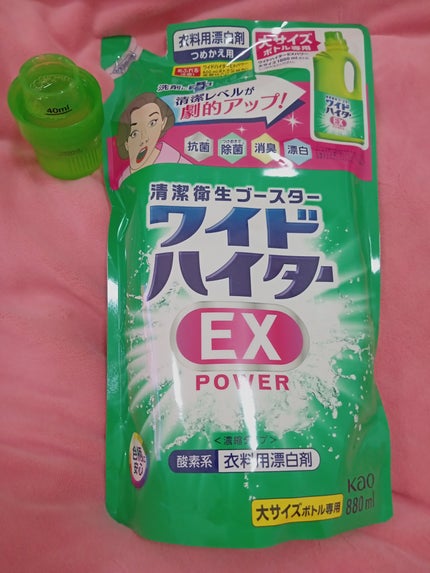 40ml
衣料用漂白剤
つめかえ用
大サイズ
ボトル専用
清潔レベルが
劇的アップ!
抗菌
除菌
消臭
漂白
ワイド
ハイター
EX
清潔衛生ブースター
ワイド
ハイター
EX
POWER
<濃縮タイプ>
酸素系 衣料用漂白剤
安心
大サイズボトル専用
Kao
880ml